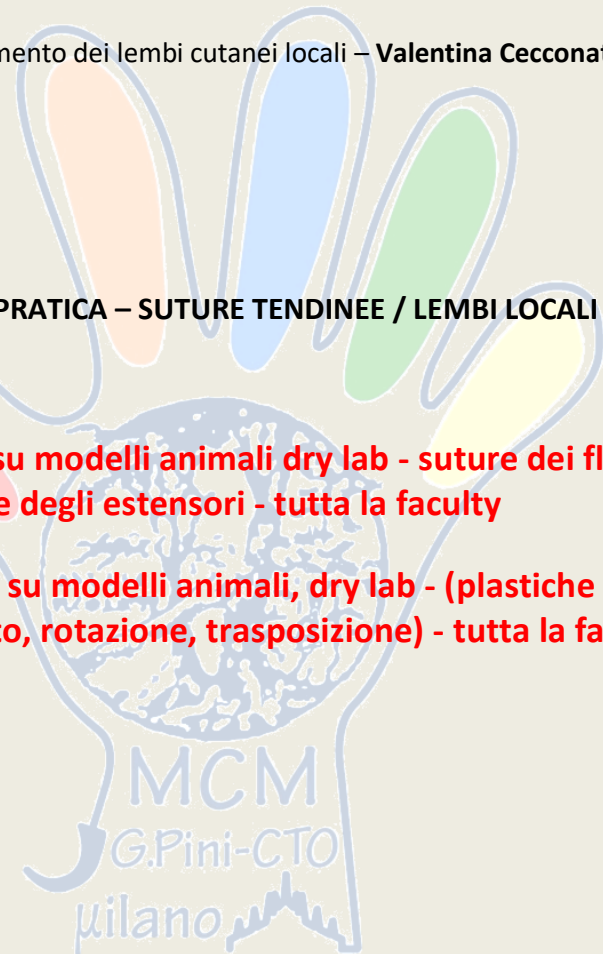 mento dei lembi cutanei locali – Valentina Cecconat
PRATICA – SUTURE TENDINEE / LEMBI LOCALI
su modelli animali dry lab - suture dei fl
e degli estensori - tutta la faculty
su modelli animali, dry lab - (plastiche
to, rotazione, trasposizione) - tutta la fa
MCM
G.Pini-CTO
µilano